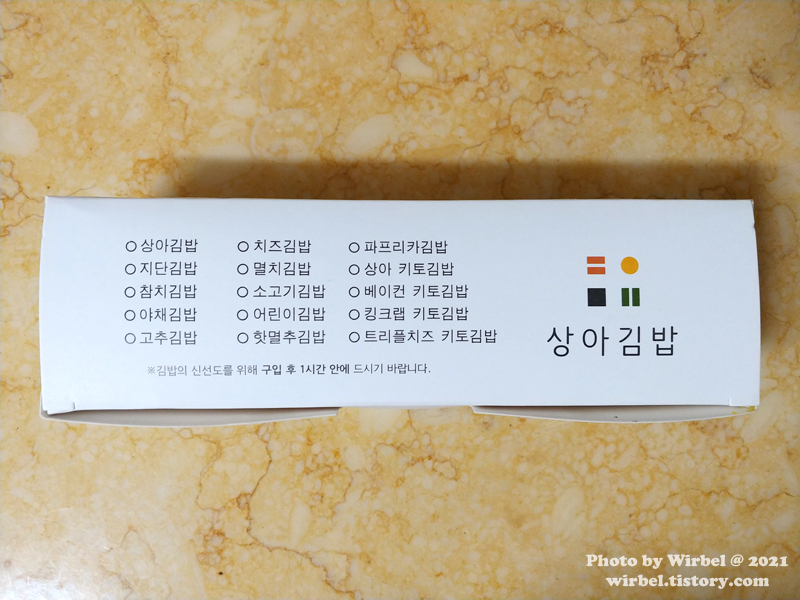 ○ 상아김밥 ○ 치즈김밥 ○ 파프리카김밥
○ 지단김밥 ○ 멸치김밥 ○ 상아 키토김밥
○ 참치김밥 ○ 소고기김밥 ○ 베이컨 키토김밥
○ 야채김밥 ○ 어린이김밥 ○ 킹크랩 키토김밥
○ 고추김밥 ○ 핫멸추김밥 ○ 트리플치즈 키토김밥
※김밥의 신선도를 위해 구입 후 1시간 안에 드시기 바랍니다.
상아김밥
Photo by Wirbel @ 2021
wirbel.tistory.com